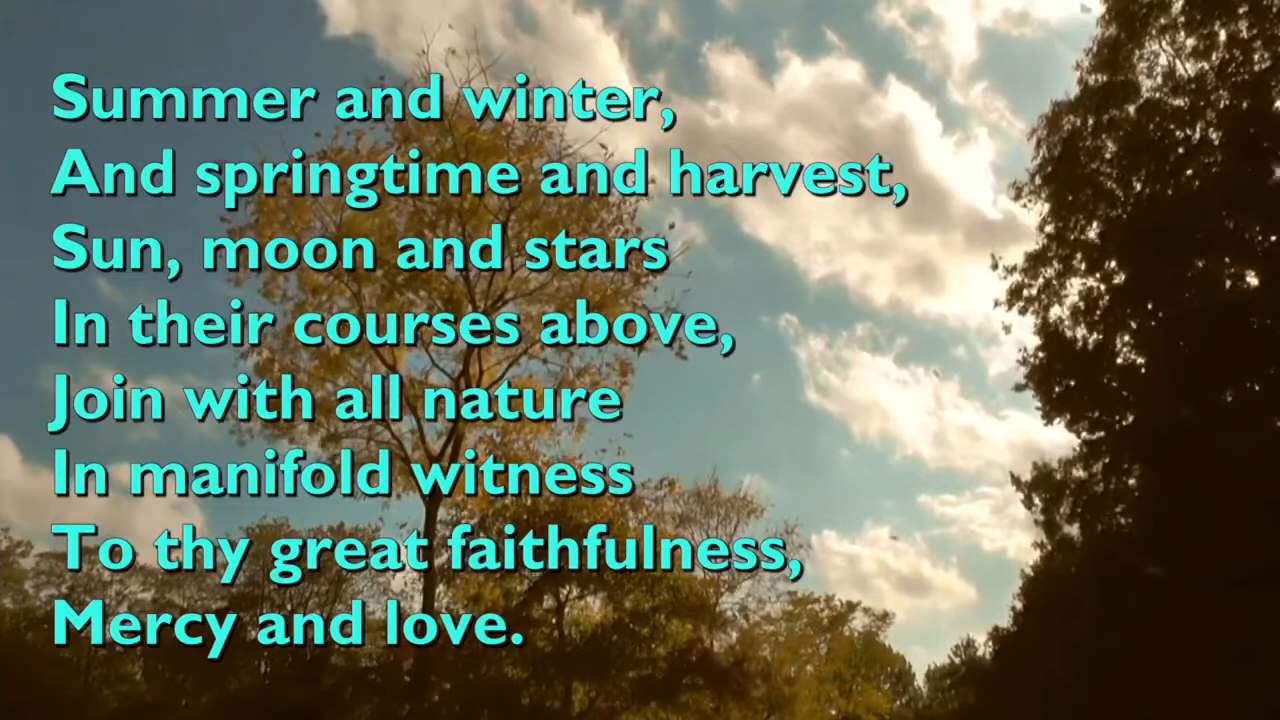 Summer and winter,
And springtime and harvest,
Sun, moon and stars
In their courses above,
Join with all nature
In manifold witness
To thy great faithfulness,
Mercy and love.